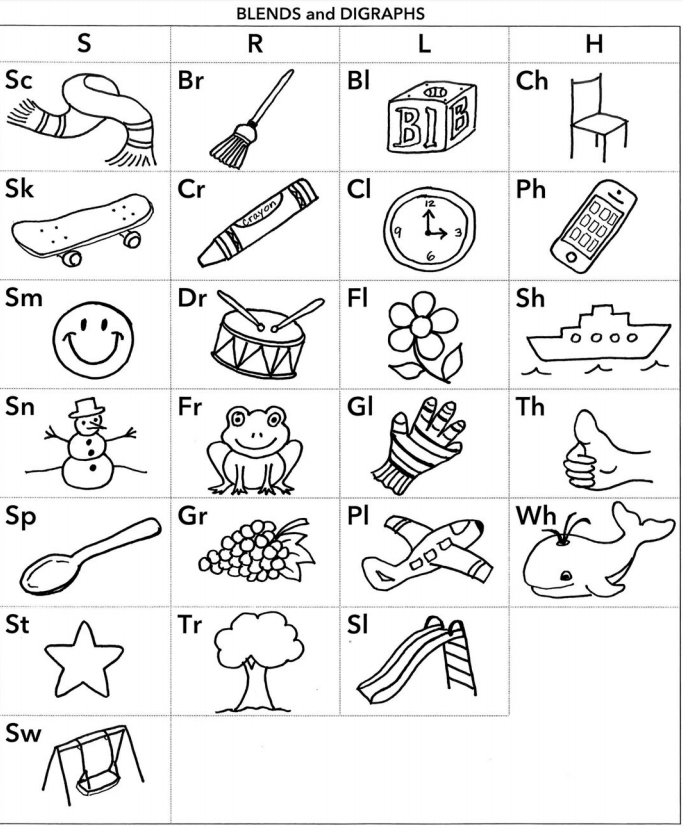 BLENDS and DIGRAPHS
S R L H
Sc Br Bl Ch
Bl B
Sk Cr Cl Ph
Crayon
12
9 3
6
Sm Dr Fl Sh
Sn Fr Gl Th
Sp Gr Pl Wh
St Tr Sl
Sw